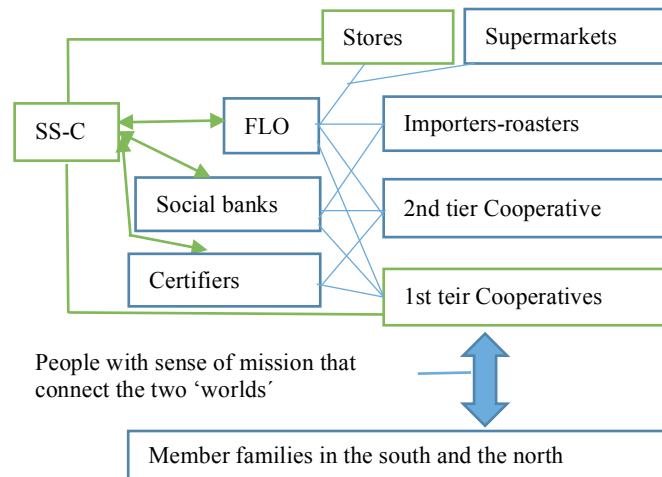 Stores
Supermarkets
SS-C
FLO
Importers-roasters
Social banks
2nd tier Cooperative
Certifiers
1st teir Cooperatives
People with sense of mission that
connect the two ‘worlds´
Member families in the south and the north